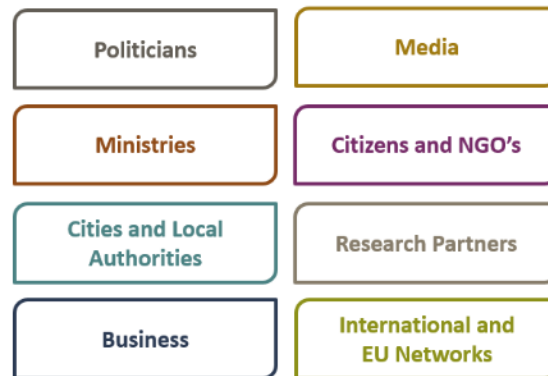 Politicians
Media
Ministries
Citizens and NGO's
Cities and Local
Authorities
Research Partners
Business
International and
EU Networks